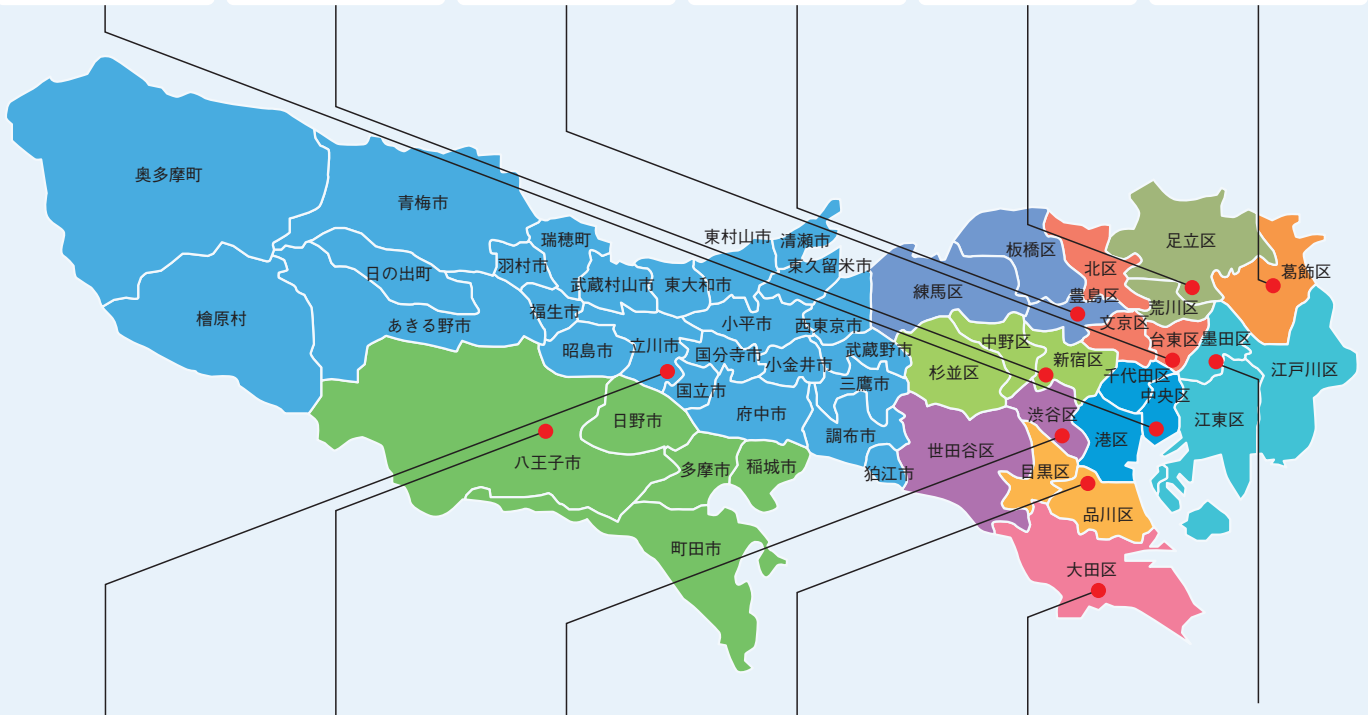 奥多摩町
青梅市
瑞穂町
東村山市
清瀬市
板橋区
足立区
羽村市
日の出町
武蔵村山市
東大和市
東久留米市
北区
葛飾区
檜原村
あきる野市
福生市
練馬区
豊島区
荒川区
小平市
西東京市
文京区
昭島市
立川市
国分寺市
小金井市
武蔵野市
中野区
新宿区
台東区
墨田区
杉並区
千代田区
江戸川区
国立市
三鷹市
中央区
日野市
府中市
渋谷区
江東区
調布市
港区
八王子市
多摩市
稲城市
狛江市
世田谷区
目黒区
品川区
町田市
大田区